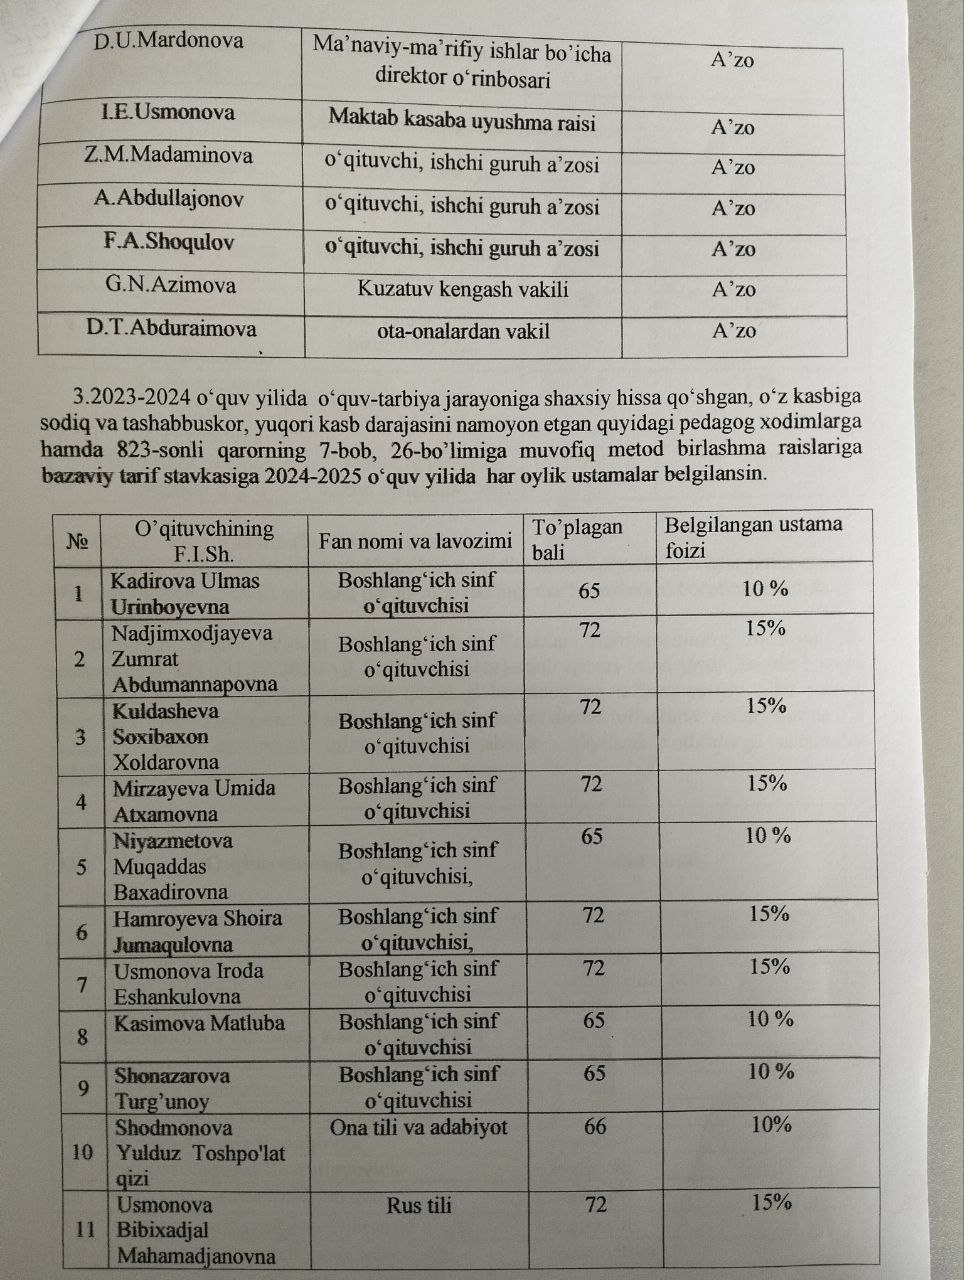 D.U.Mardonova
Ma’naviy-ma’rifiy ishlar bo’icha
direktor o‘rinbosari
A’zo
I.E.Usmonova
Maktab kasaba uyushma raisi
A’zo
Z.M.Madaminova
o‘qituvchi, ishchi guruh a’zosi
A’zo
A.Abdullajonov
o‘qituvchi, ishchi guruh a’zosi
A’zo
F.A.Shoqulov
o‘qituvchi, ishchi guruh a’zosi
A’zo
G.N.Azimova
Kuzatuv kengash vakili
A’zo
D.T.Abduraimova
ota-onalardan vakil
A’zo
3.2023-2024 o‘quv yilida o‘quv-tarbiya jarayoniga shaxsiy hissa qo‘shgan, o‘z kasbiga
sodiq va tashabbuskor, yuqori kasb darajasini namoyon etgan quyidagi pedagog xodimlarga
hamda 823-sonli qarorning 7-bob, 26-bo’limiga muvofiq metod birlashma raislariga
bazaviy tarif stavkasiga 2024-2025 o‘quv yilida har oylik ustamalar belgilansin.
№
O’qituvchining
F.I.Sh.
Fan nomi va lavozimi
To’plagan
bali
Belgilangan ustama
foizi
1
Kadirova Ulmas
Urinboyevna
Boshlang‘ich sinf
o‘qituvchisi
65
10 %
2
Nadjimxodjayeva
Zumrat
Abdumannapovna
Boshlang‘ich sinf
o‘qituvchisi
72
15%
3
Kuldasheva
Soxibaxon
Xoldarovna
Boshlang‘ich sinf
o‘qituvchisi
72
15%
4
Mirzayeva Umida
Atxamovna
Boshlang‘ich sinf
o‘qituvchisi
72
15%
5
Niyazmetova
Muqaddas
Baxadirovna
Boshlang‘ich sinf
o‘qituvchisi,
65
10 %
6
Hamroyeva Shoira
Jumaqulovna
Boshlang‘ich sinf
o‘qituvchisi,
72
15%
7
Usmonova Iroda
Eshankulovna
Boshlang‘ich sinf
o‘qituvchisi
72
15%
8
Kasimova Matluba
Boshlang‘ich sinf
o‘qituvchisi
65
10 %
9
Shonazarova
Turg’unoy
Boshlang‘ich sinf
o‘qituvchisi
65
10 %
10
Shodmonova
Yulduz Toshpo'lat
qizi
Ona tili va adabiyot
66
10%
11
Usmonova
Bibixadjal
Mahamadjanovna
Rus tili
72
15%